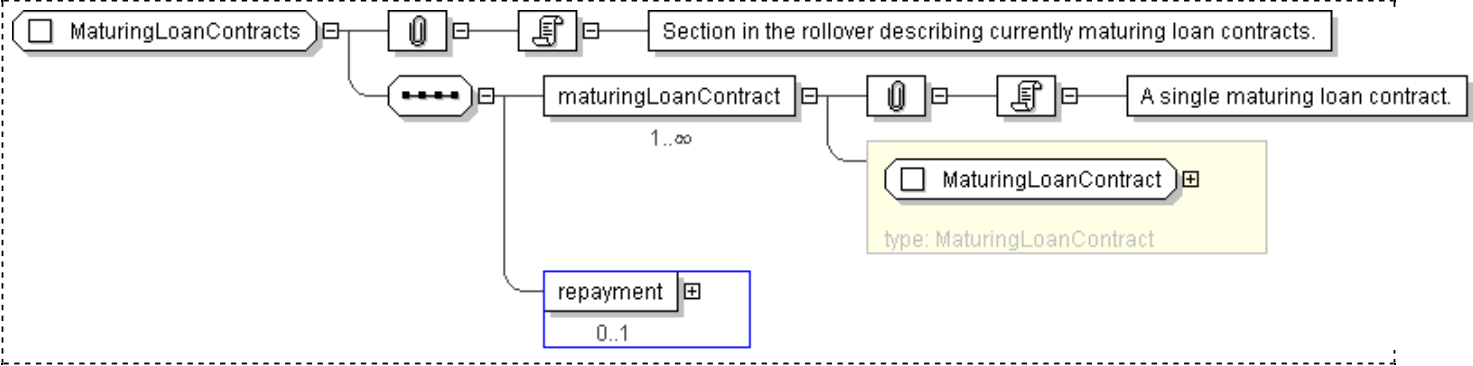 MaturingLoanContracts
Section in the rollover describing currently maturing loan contracts.
maturingLoanContract
A single maturing loan contract.
1..∞
MaturingLoanContract
type: MaturingLoanContract
repayment
0..1